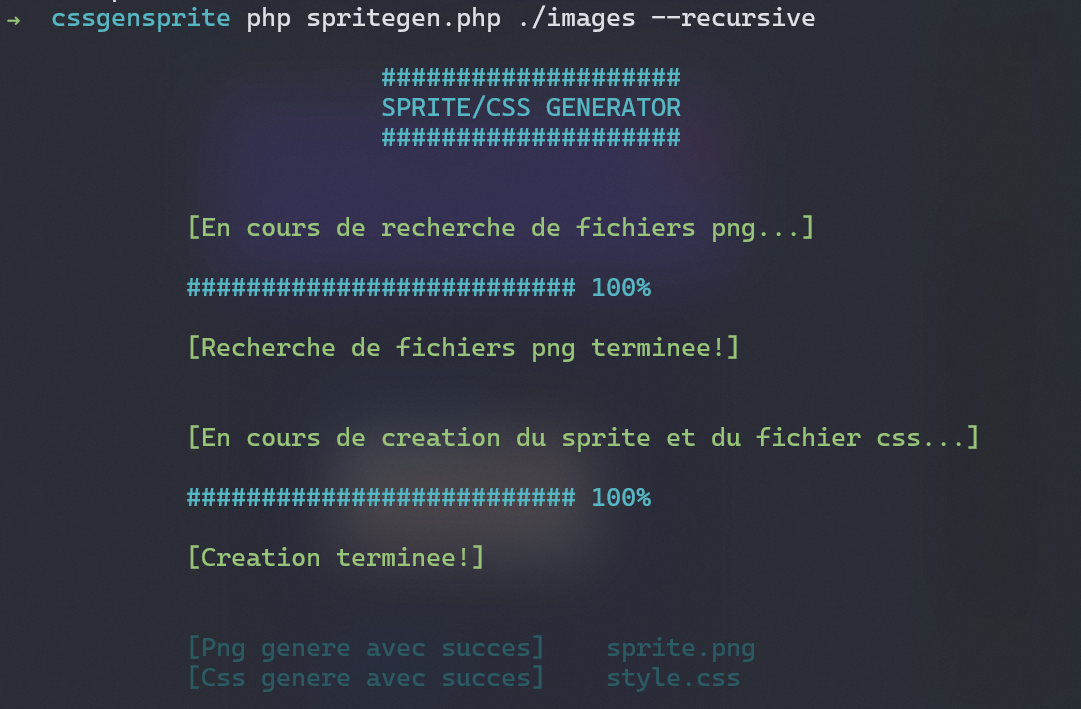 → cssgensprite php spritegen.php ./images --recursive
####################
SPRITE/CSS GENERATOR
####################
[En cours de recherche de fichiers png...]
########################## 100%
[Recherche de fichiers png terminee!]
[En cours de creation du sprite et du fichier css...]
########################## 100%
[Creation terminee!]
[Png genere avec succes] sprite.png
[Css genere avec succes] style.css